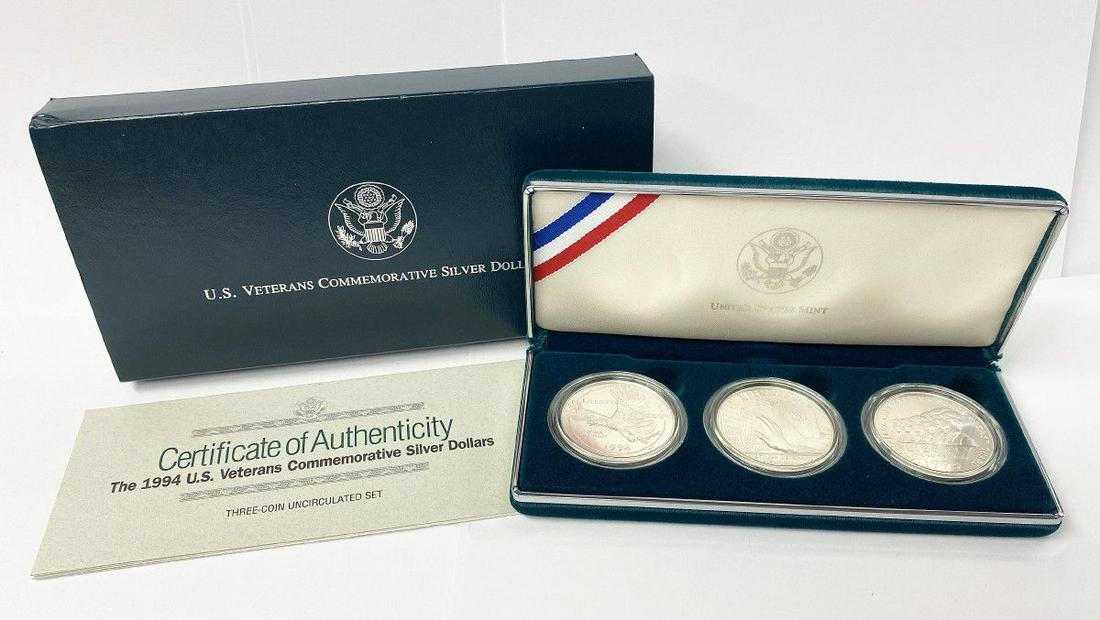 U.S. Veterans Commemorative Silver Doll
United States Mint
Certificate of Authenticity
The 1994 U.S. Veterans Commemorative Silver Dollars
THREE-COIN UNCIRCULATED SET
1994